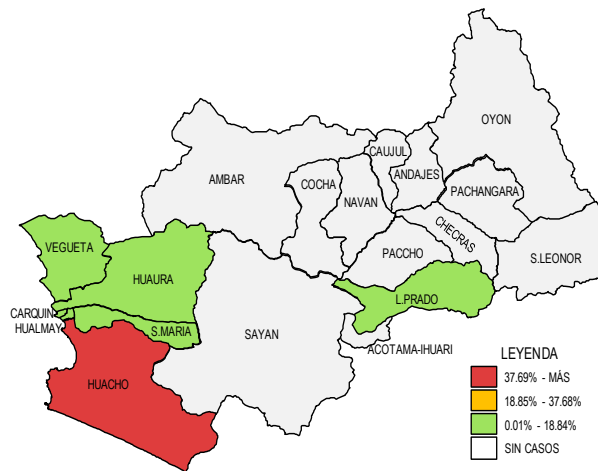 OYON
CAUJUL
ANDAJES
COCHA
AMBAR
NAVAN
PACHANGARA
CHECRAS
VEGUETA
PACCHO
S.LEONOR
HUAURA
L.PRADO
CARQUIN
HUALMAY
S.MARIA
SAYAN
ACOTAMA-IHUARI
HUACHO
LEYENDA
37.69% - MÁS
18.85% - 37.68%
0.01% - 18.84%
SIN CASOS